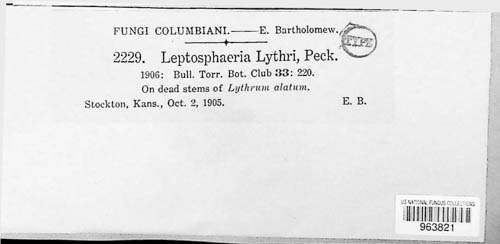 FUNGI COLUMBIANI.—E. Bartholomew.
TYPE
2229. Leptosphaeria Lythri, Peck.
1906: Bull. Torr. Bot. Club 33: 220.
On dead stems of Lythrum alatum.
Stockton, Kans., Oct. 2, 1905. E. B.
US NATIONAL FUNGUS COLLECTIONS
963821